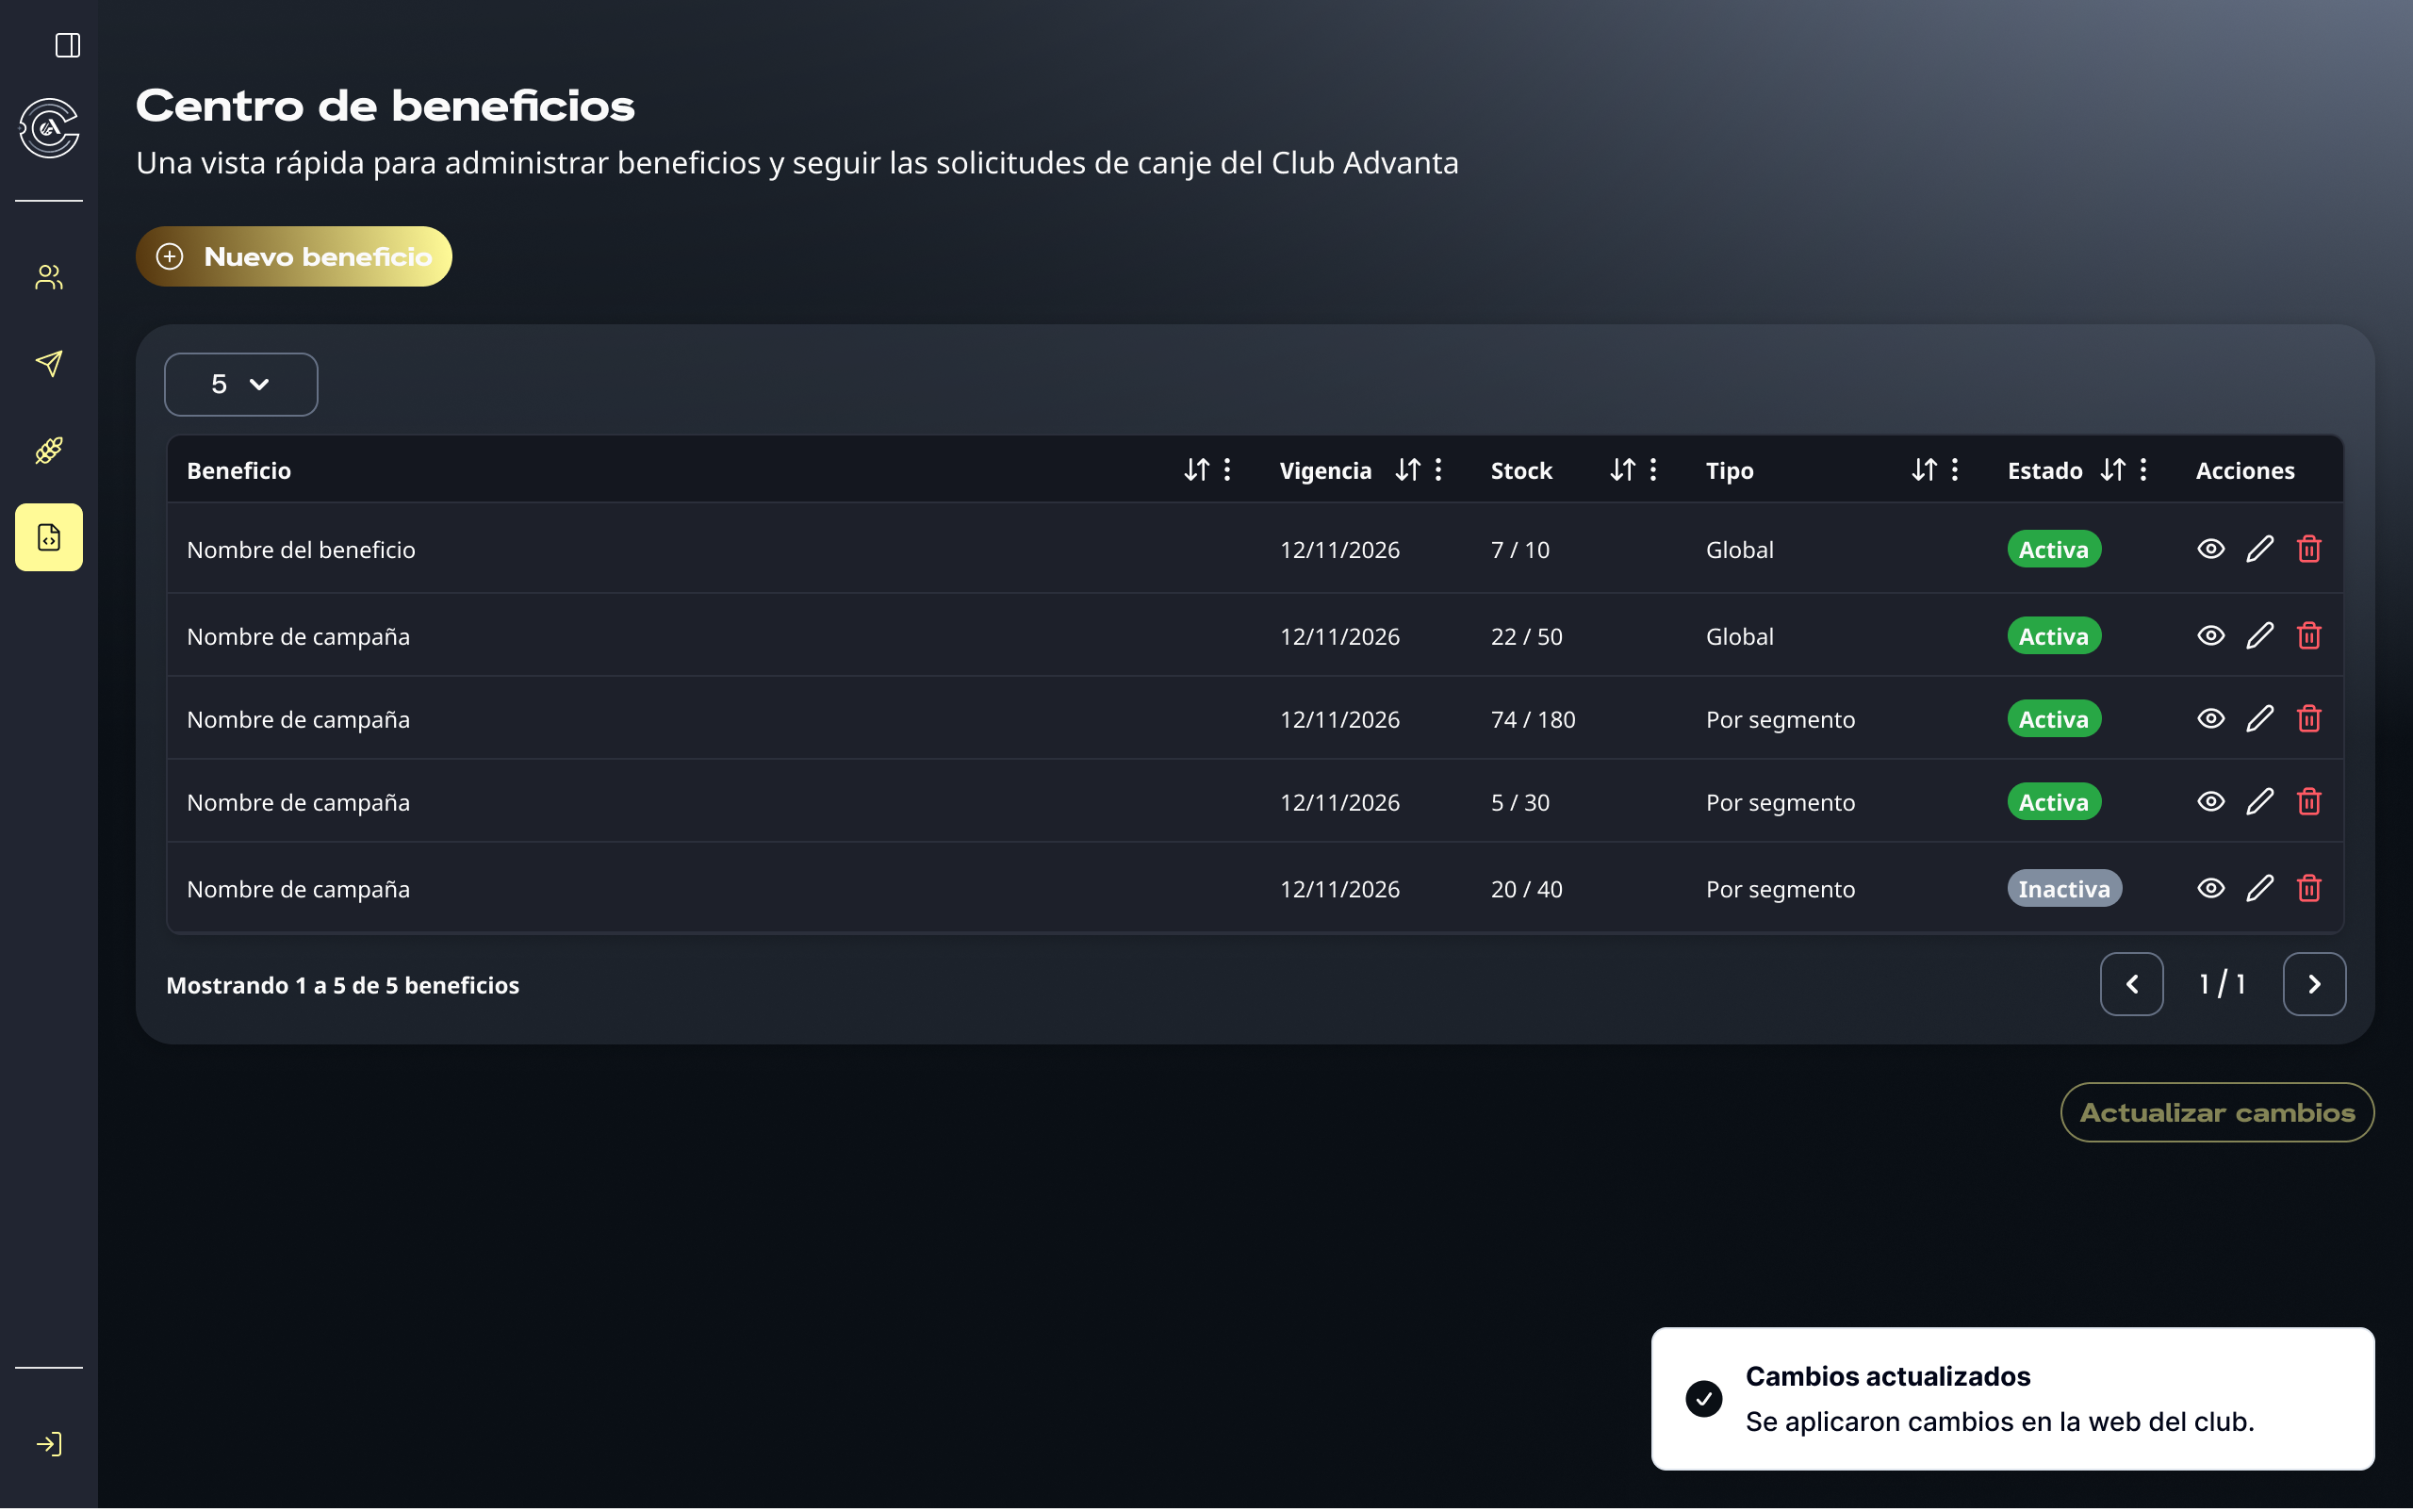 Centro de beneficios
Una vista rápida para administrar beneficios y seguir las solicitudes de canje del Club Advanta
Nuevo beneficio
5
Beneficio Vigencia Stock Tipo Estado Acciones
Nombre del beneficio 12/11/2026 7 / 10 Global Activa
Nombre de campaña 12/11/2026 22 / 50 Global Activa
Nombre de campaña 12/11/2026 74 / 180 Por segmento Activa
Nombre de campaña 12/11/2026 5 / 30 Por segmento Activa
Nombre de campaña 12/11/2026 20 / 40 Por segmento Inactiva
Mostrando 1 a 5 de 5 beneficios
1 / 1
Actualizar cambios
Cambios actualizados
Se aplicaron cambios en la web del club.